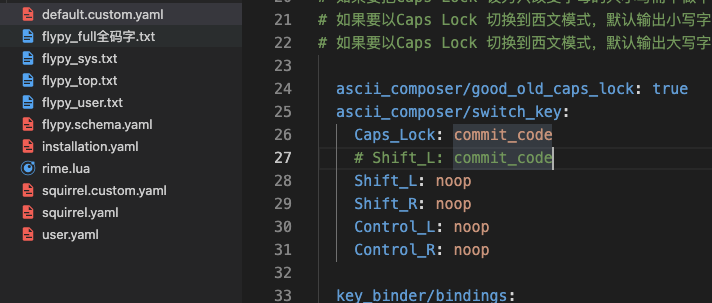 default.custom.yaml
flypy_full全码字.txt
flypy_sys.txt
flypy_top.txt
flypy_user.txt
flypy.schema.yaml
installation.yaml
rime.lua
squirrel.custom.yaml
squirrel.yaml
user.yaml
21 # 如果要以Caps Lock 切换到西文模式，默认输出小写字
22 # 如果要以Caps Lock 切换到西文模式，默认输出大写字
23
24 ascii_composer/good_old_caps_lock: true
25 ascii_composer/switch_key:
26 Caps_Lock: commit_code
27 # Shift_L: commit_code
28 Shift_L: noop
29 Shift_R: noop
30 Control_L: noop
31 Control_R: noop
32
33 key_binder/bindings: